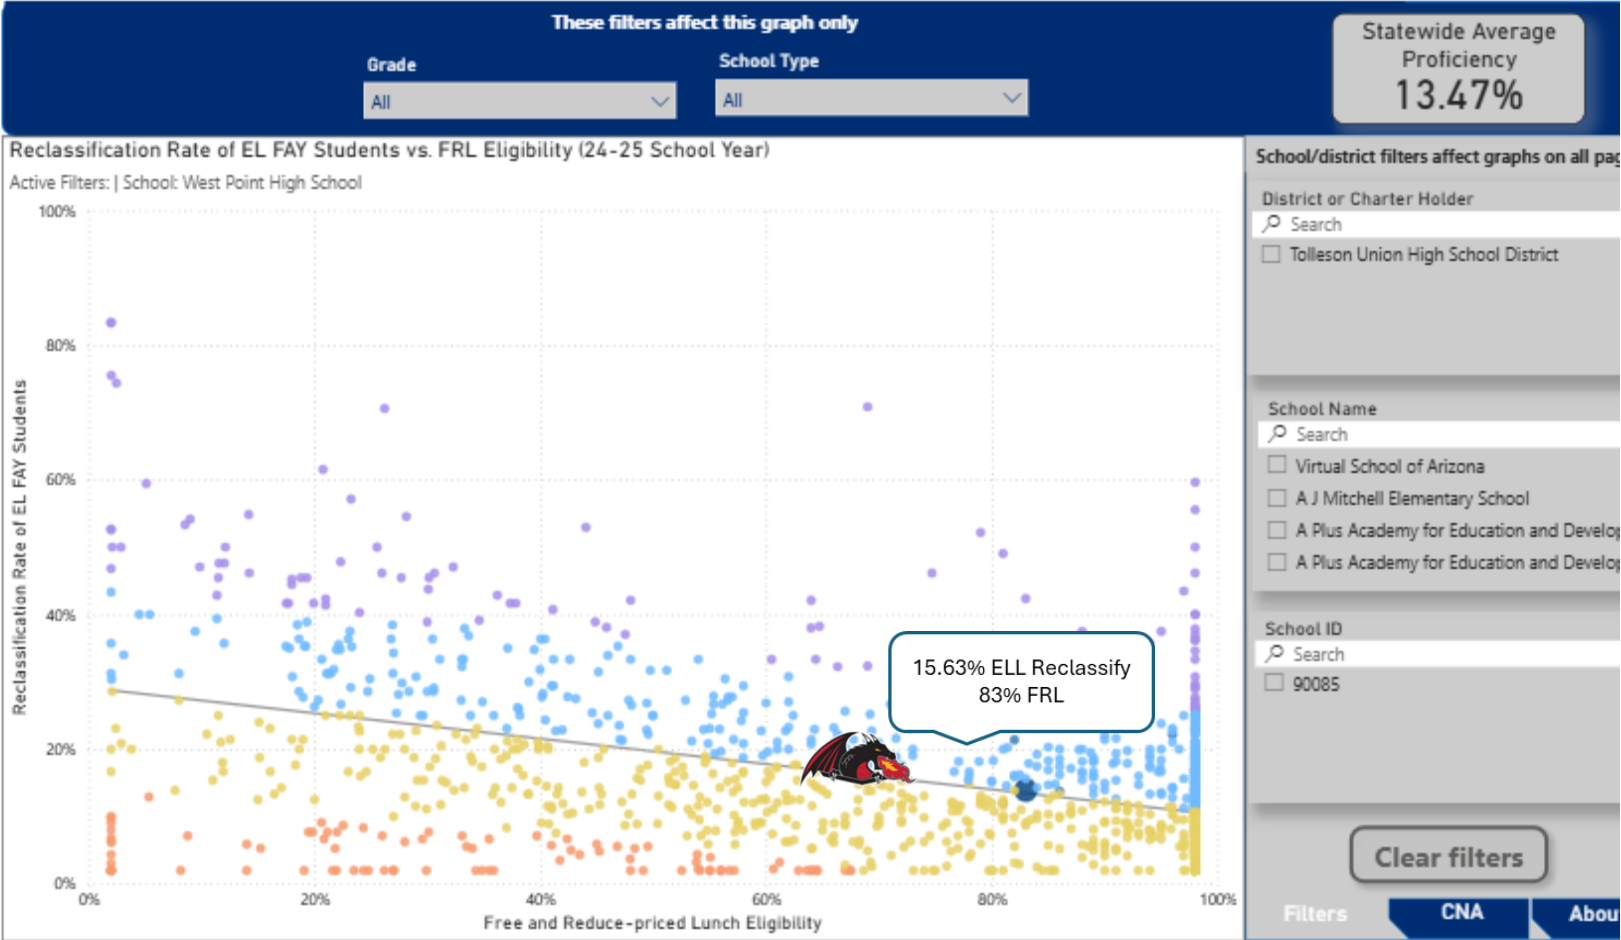 These filters affect this graph only
Grade
All
School Type
All
Statewide Average
Proficiency
13.47%
Reclassification Rate of EL FAY Students vs. FRL Eligibility (24-25 School Year)
Active Filters: | School: West Point High School
Reclassification Rate of EL FAY Students
100%
80%
60%
40%
20%
0%
0%
20%
40%
60%
80%
100%
Free and Reduce-priced Lunch Eligibility
15.63% ELL Reclassify
83% FRL
School/district filters affect graphs on all pag
District or Charter Holder
Search
Tolleson Union High School District
School Name
Search
Virtual School of Arizona
A J Mitchell Elementary School
A Plus Academy for Education and Develop
A Plus Academy for Education and Develop
School ID
Search
90085
Clear filters
Filters
CNA
Abou